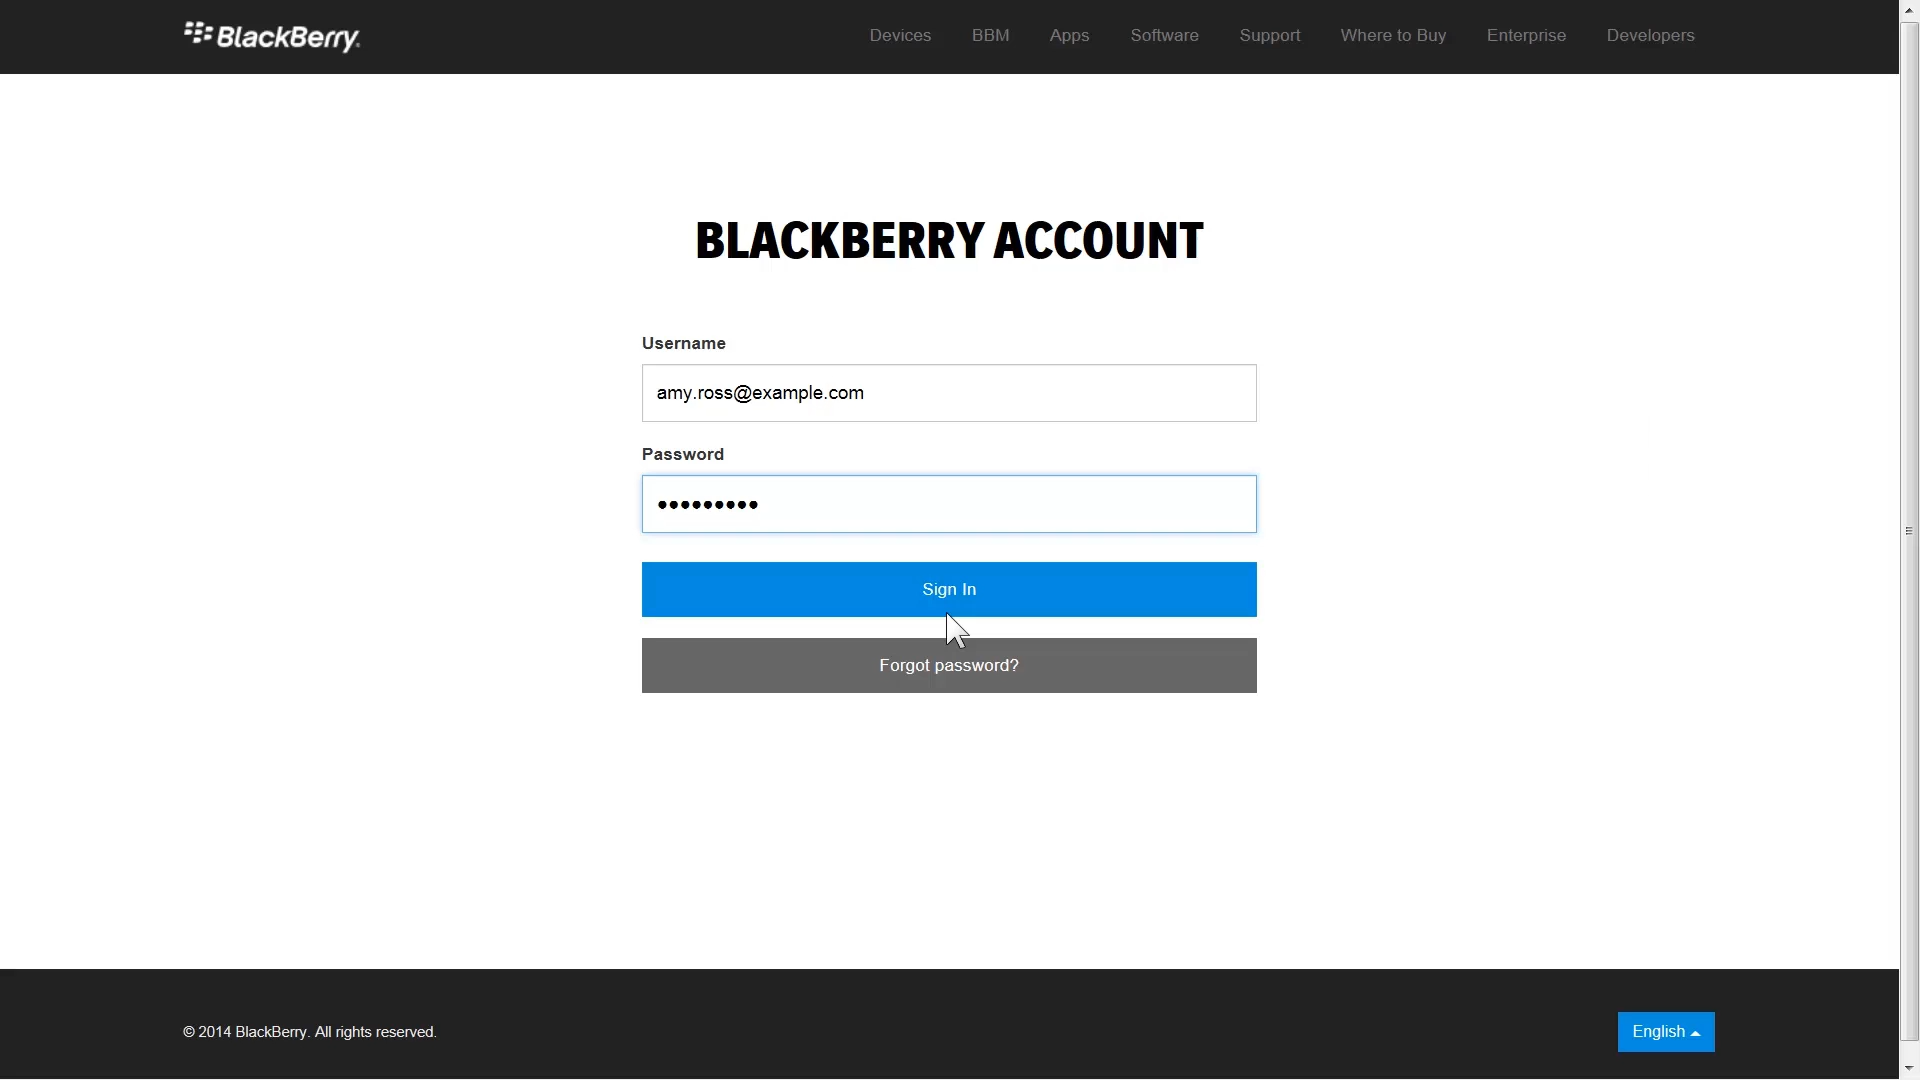 BlackBerry
Devices BBM Apps Software Support Where to Buy Enterprise Developers
BLACKBERRY ACCOUNT
Username
amy.ross@example.com
Password
•••••••••
Sign In
Forgot password?
© 2014 BlackBerry. All rights reserved.
English